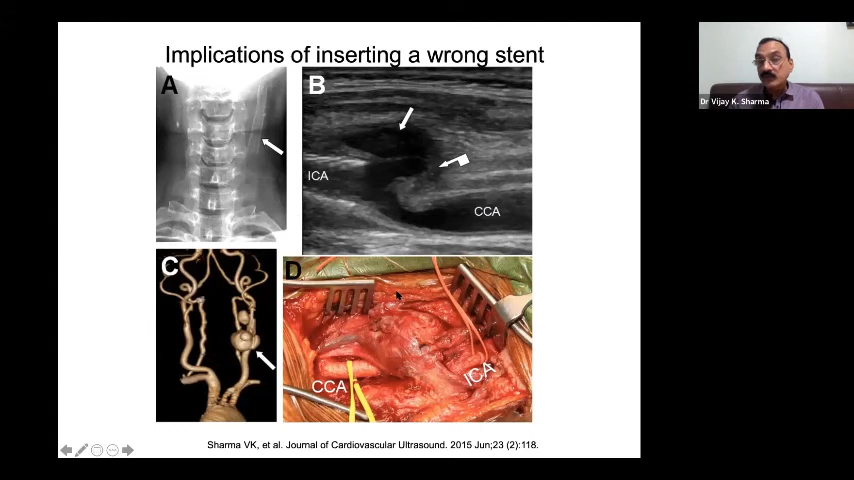 Implications of inserting a wrong stent
A
B
ICA
CCA
C
D
CCA
ICA
Sharma VK, et al. Journal of Cardiovascular Ultrasound. 2015 Jun;23 (2):118.
Dr Vijay K. Sharma